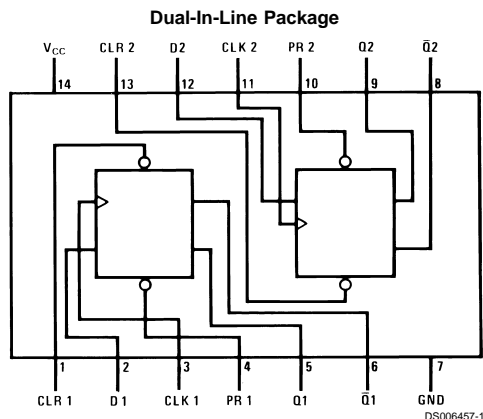 Dual-In-Line Package
VCC CLR 2 D2 CLK 2 PR 2 Q2 Q̅2
14 13 12 11 10 9 8
1 2 3 4 5 6 7
CLR 1 D1 CLK 1 PR 1 Q1 Q̅1 GND
DS006457-1